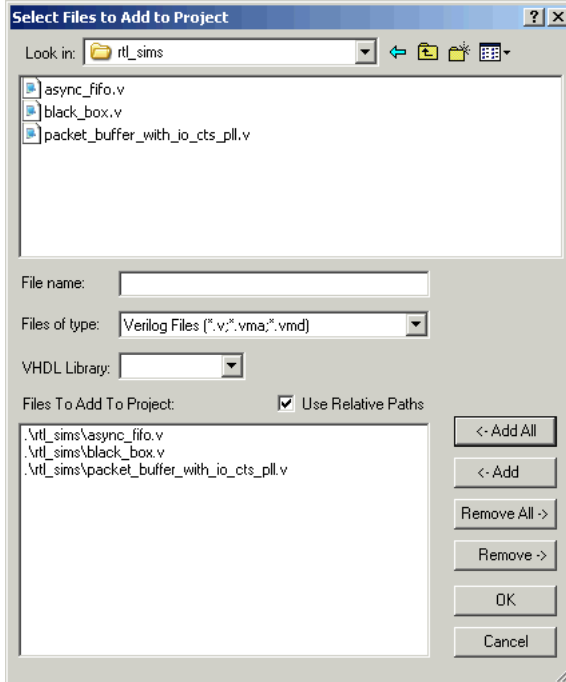 Select Files to Add to Project
Look in: rtl_sims
async_fifo.v
black_box.v
packet_buffer_with_io_cts_pll.v
File name:
Files of type: Verilog Files (*.v;*.vma;*.vmd)
VHDL Library:
Files To Add To Project: Use Relative Paths
.\rtl_sims\async_fifo.v
.\rtl_sims\black_box.v
.\rtl_sims\packet_buffer_with_io_cts_pll.v
<- Add All
<- Add
Remove All ->
Remove ->
OK
Cancel